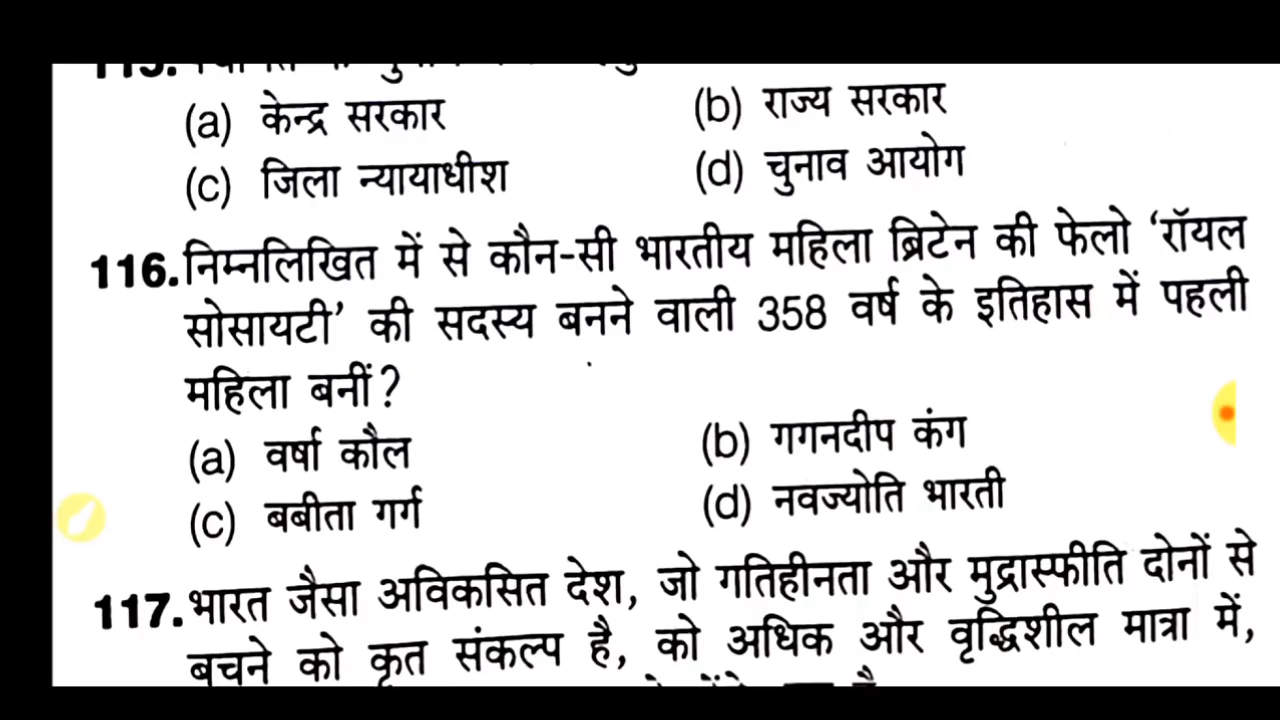 115.
(a) केन्द्र सरकार (b) राज्य सरकार
(c) जिला न्यायाधीश (d) चुनाव आयोग
116. निम्नलिखित में से कौन-सी भारतीय महिला ब्रिटेन की फेलो ‘रॉयल
सोसायटी’ की सदस्य बनने वाली 358 वर्ष के इतिहास में पहली
महिला बनीं?
(a) वर्षा कौल (b) गगनदीप कंग
(c) बबीता गर्ग (d) नवज्योति भारती
117. भारत जैसा अविकसित देश, जो गतिहीनता और मुद्रास्फीति दोनों से
बचने को कृत संकल्प है, को अधिक और वृद्धिशील मात्रा में,